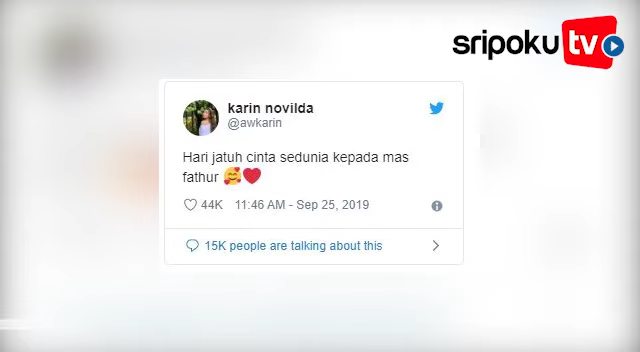 sripoku tv
karin novilda
@awkarin
Hari jatuh cinta sedunia kepada mas
fathur 🥰❤️
44K 11:46 AM - Sep 25, 2019
15K people are talking about this